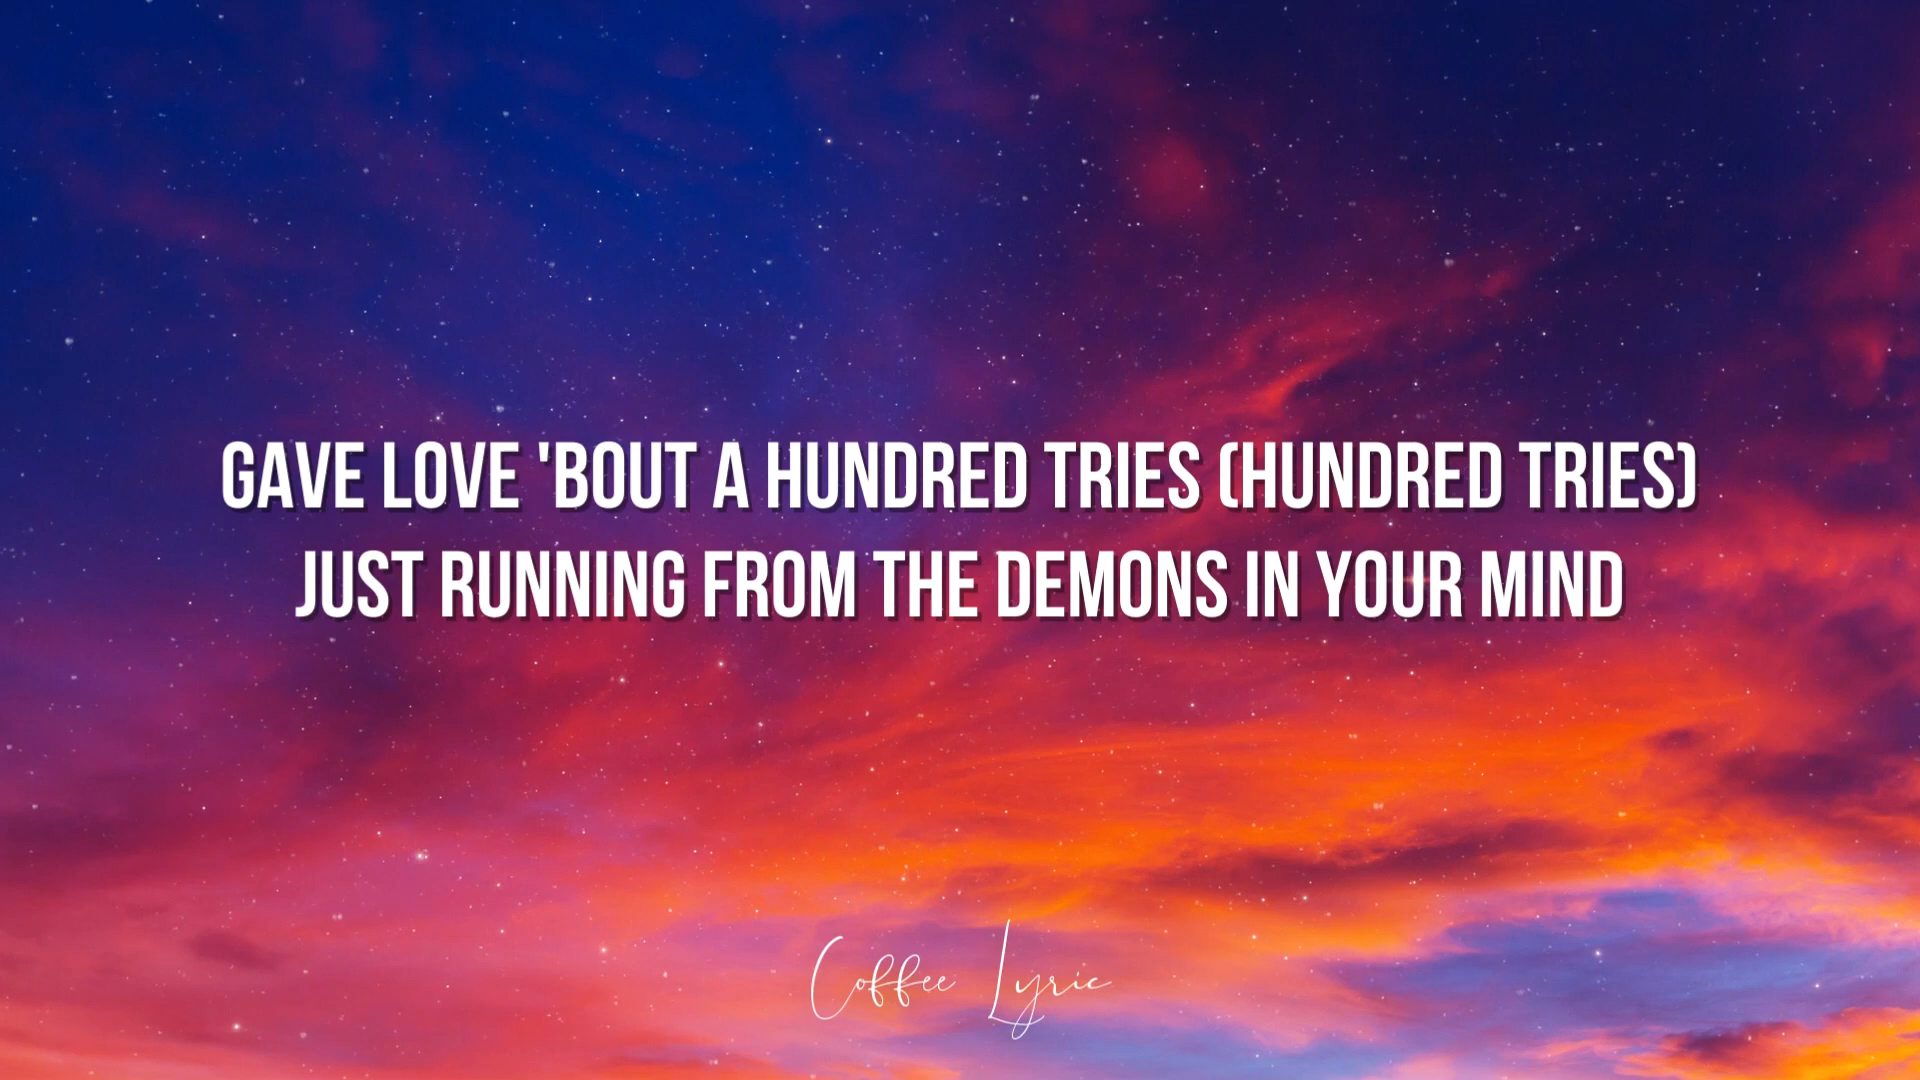 GAVE LOVE 'BOUT A HUNDRED TRIES (HUNDRED TRIES)
JUST RUNNING FROM THE DEMONS IN YOUR MIND
Coffee Lyric